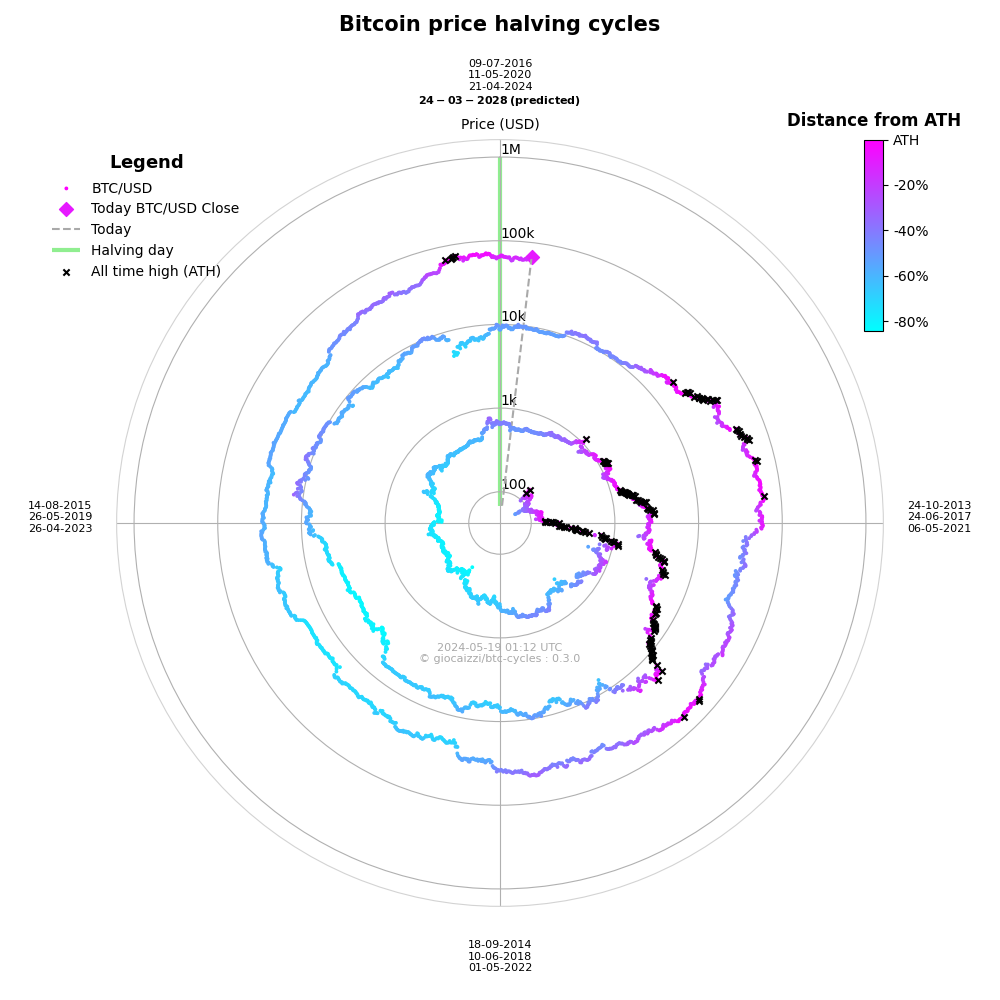 Bitcoin price halving cycles
09-07-2016
11-05-2020
21-04-2024
24 − 03 − 2028 (predicted)
Price (USD)
Distance from ATH
ATH
-20%
-40%
-60%
-80%
Legend
BTC/USD
Today BTC/USD Close
Today
Halving day
All time high (ATH)
1M
100k
10k
1k
100
14-08-2015
26-05-2019
26-04-2023
24-10-2013
24-06-2017
06-05-2021
2024-05-19 01:12 UTC
© giocaizzi/btc-cycles : 0.3.0
18-09-2014
10-06-2018
01-05-2022